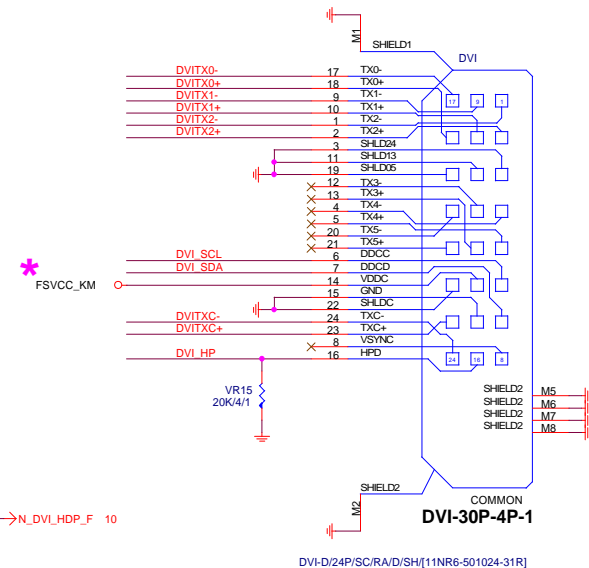 M1
SHIELD1
DVI
DVITX0- 17 TX0-
DVITX0+ 18 TX0+
DVITX1- 9 TX1-
DVITX1+ 10 TX1+
DVITX2- 1 TX2-
DVITX2+ 2 TX2+
3 SHLD24
11 SHLD13
19 SHLD05
12 TX3-
13 TX3+
4 TX4-
5 TX4+
20 TX5-
21 TX5+
DVI_SCL 6 DDCC
DVI_SDA 7 DDCD
* FSVCC_KM 14 VDDC
15 GND
22 SHLDC
DVITXC- 24 TXC-
DVITXC+ 23 TXC+
8 VSYNC
DVI_HP 16 HPD
17 9 1
24 16 8
VR15
20K/4/1
SHIELD2 M5
SHIELD2 M6
SHIELD2 M7
SHIELD2 M8
SHIELD2
M2
COMMON
DVI-30P-4P-1
N_DVI_HDP_F 10
DVI-D/24P/SC/RA/D/SH/[11NR6-501024-31R]